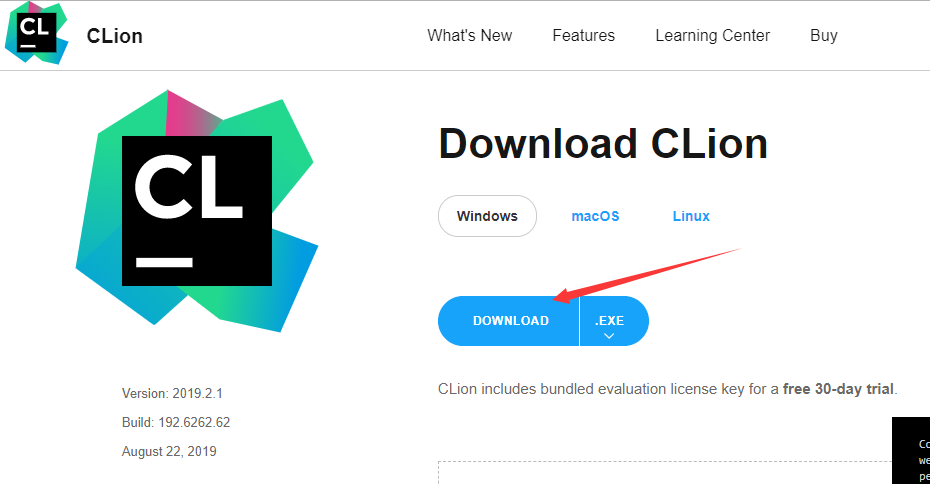 CL
CLion
What's New
Features
Learning Center
Buy
CL
Download CLion
Windows
macOS
Linux
DOWNLOAD
.EXE
CLion includes bundled evaluation license key for a free 30-day trial.
Version: 2019.2.1
Build: 192.6262.62
August 22, 2019